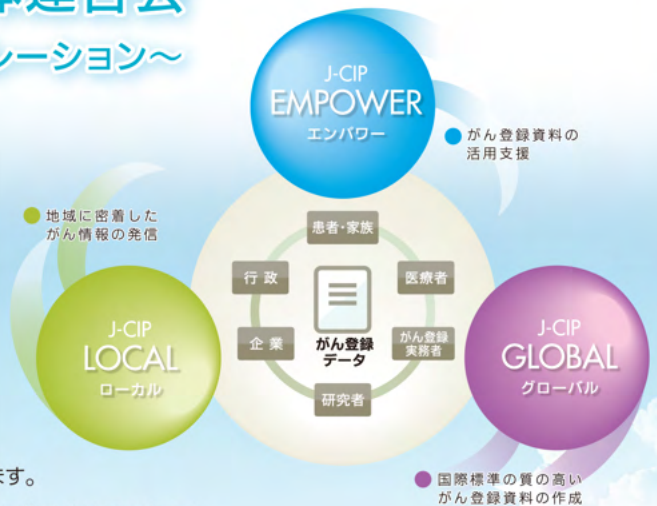 連合会
レーション～
J-CIP
EMPOWER
エンパワー
がん登録資料の
活用支援
地域に密着した
がん情報の発信
患者・家族
行政
医療者
企業
がん登録
データ
がん登録
実務者
研究者
J-CIP
LOCAL
ローカル
J-CIP
GLOBAL
グローバル
ます。
国際標準の質の高い
がん登録資料の作成